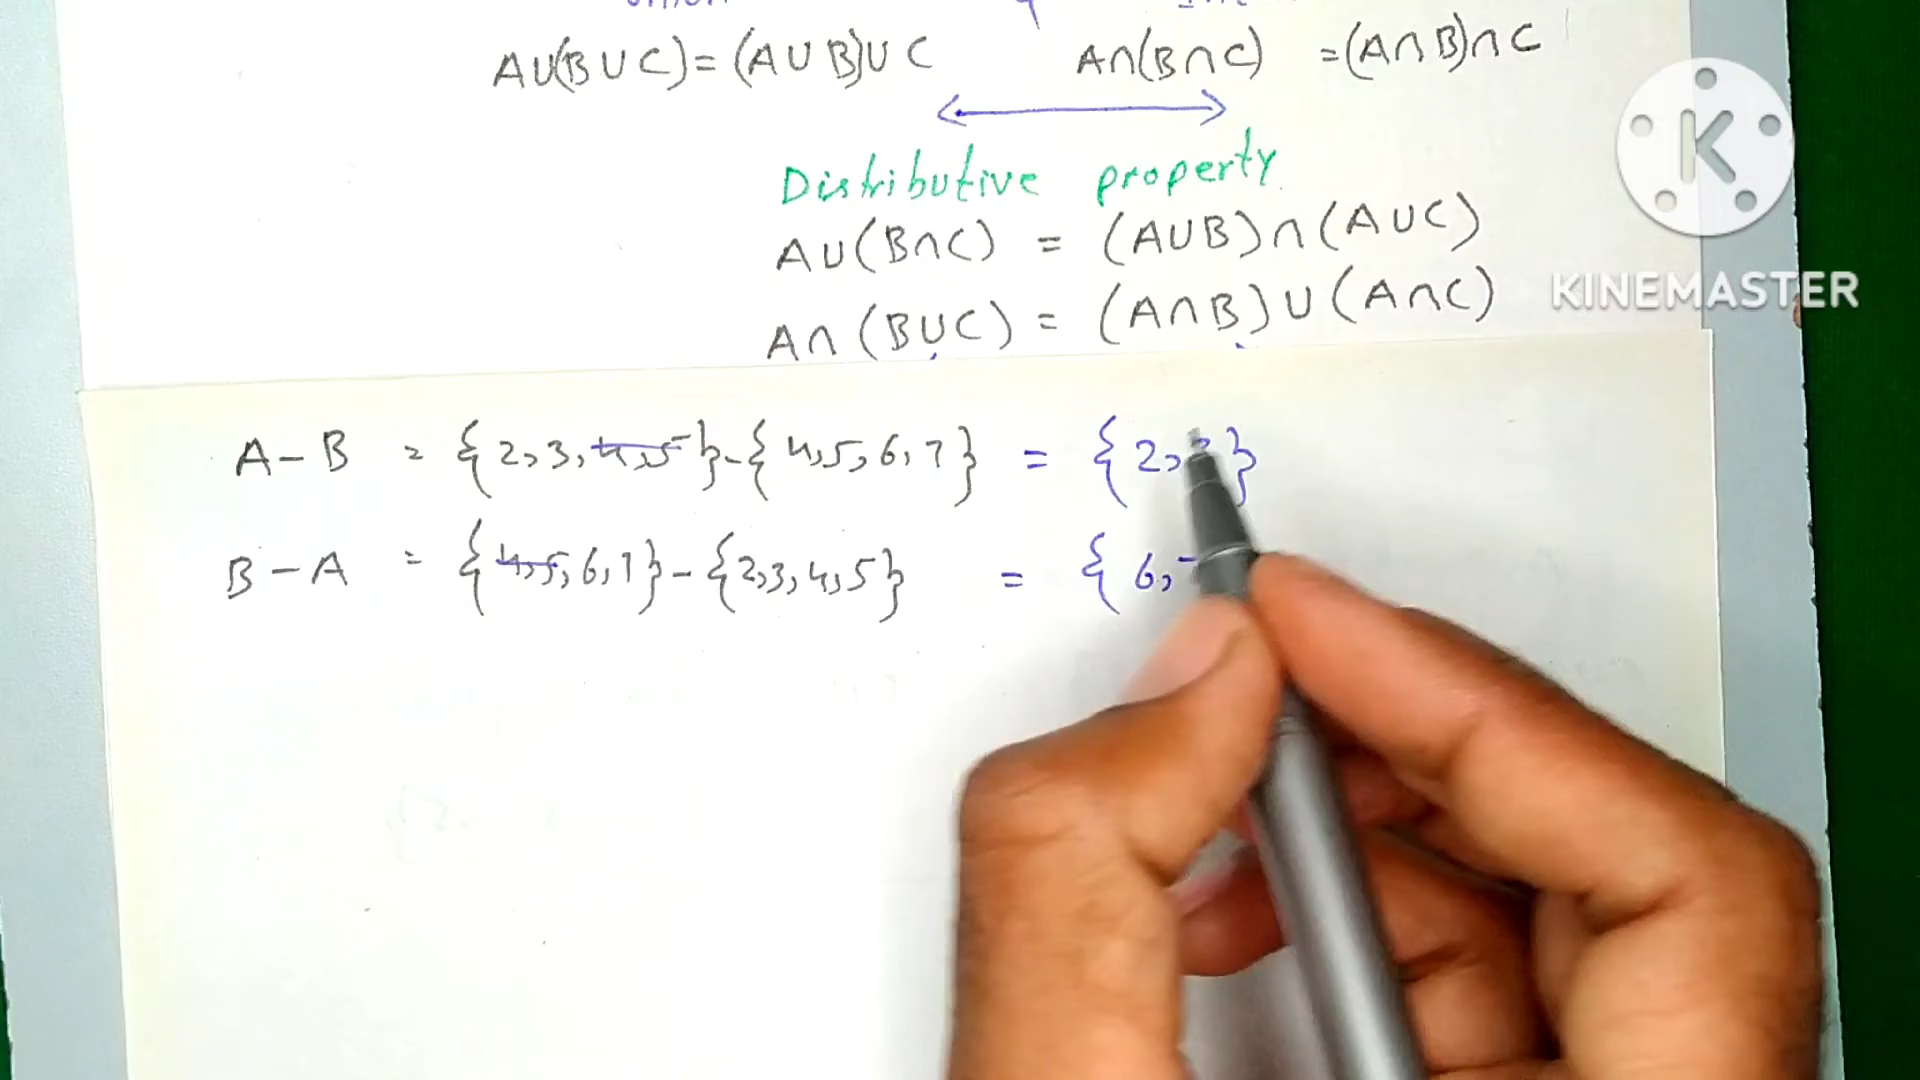 A∪(B∪C)=(A∪B)∪C A∩(B∩C) =(A∩B)∩C
Distributive property
A∪(B∩C) = (A∪B)∩(A∪C)
A∩(B∪C) = (A∩B)∪(A∩C)
K
KINEMASTER
A-B = {2,3,4,5}-{4,5,6,7} = {2,3}
B-A = {4,5,6,7}-{2,3,4,5} = {6,